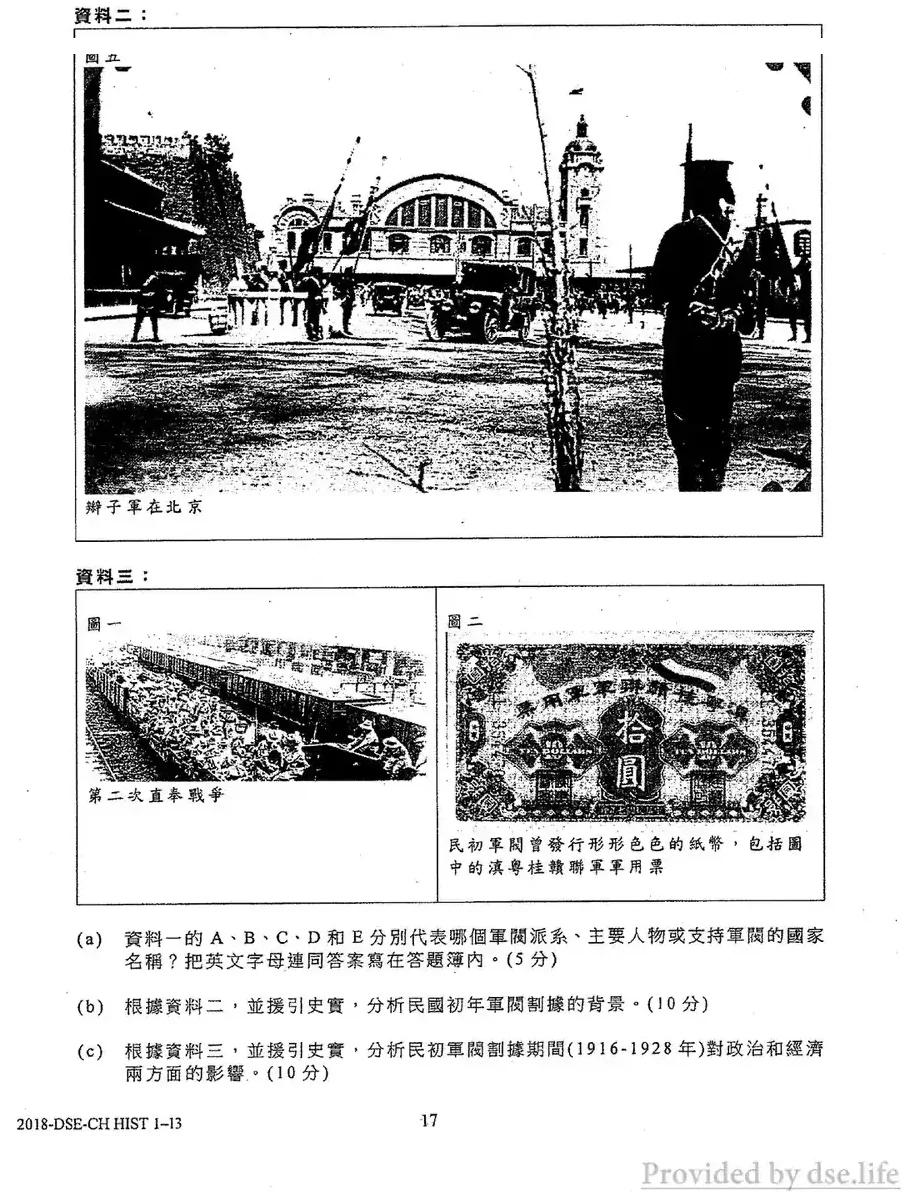 資料二：
圖五
辮子軍在北京
資料三：
圖一
第二次直奉戰爭
圖二
拾
圓
民初軍閥曾發行形形色色的紙幣，包括圖
中的滇粵桂贛聯軍軍用票
(a) 資料一的 A、B、C、D 和 E 分別代表哪個軍閥派系、主要人物或支持軍閥的國家
名稱？把英文字母連同答案寫在答題簿內。(5 分)
(b) 根據資料二，並援引史實，分析民國初年軍閥割據的背景。(10 分)
(c) 根據資料三，並援引史實，分析民初軍閥割據期間(1916-1928 年)對政治和經濟
兩方面的影響。(10 分)
2018-DSE-CH HIST 1–13
17
Provided by dse.life